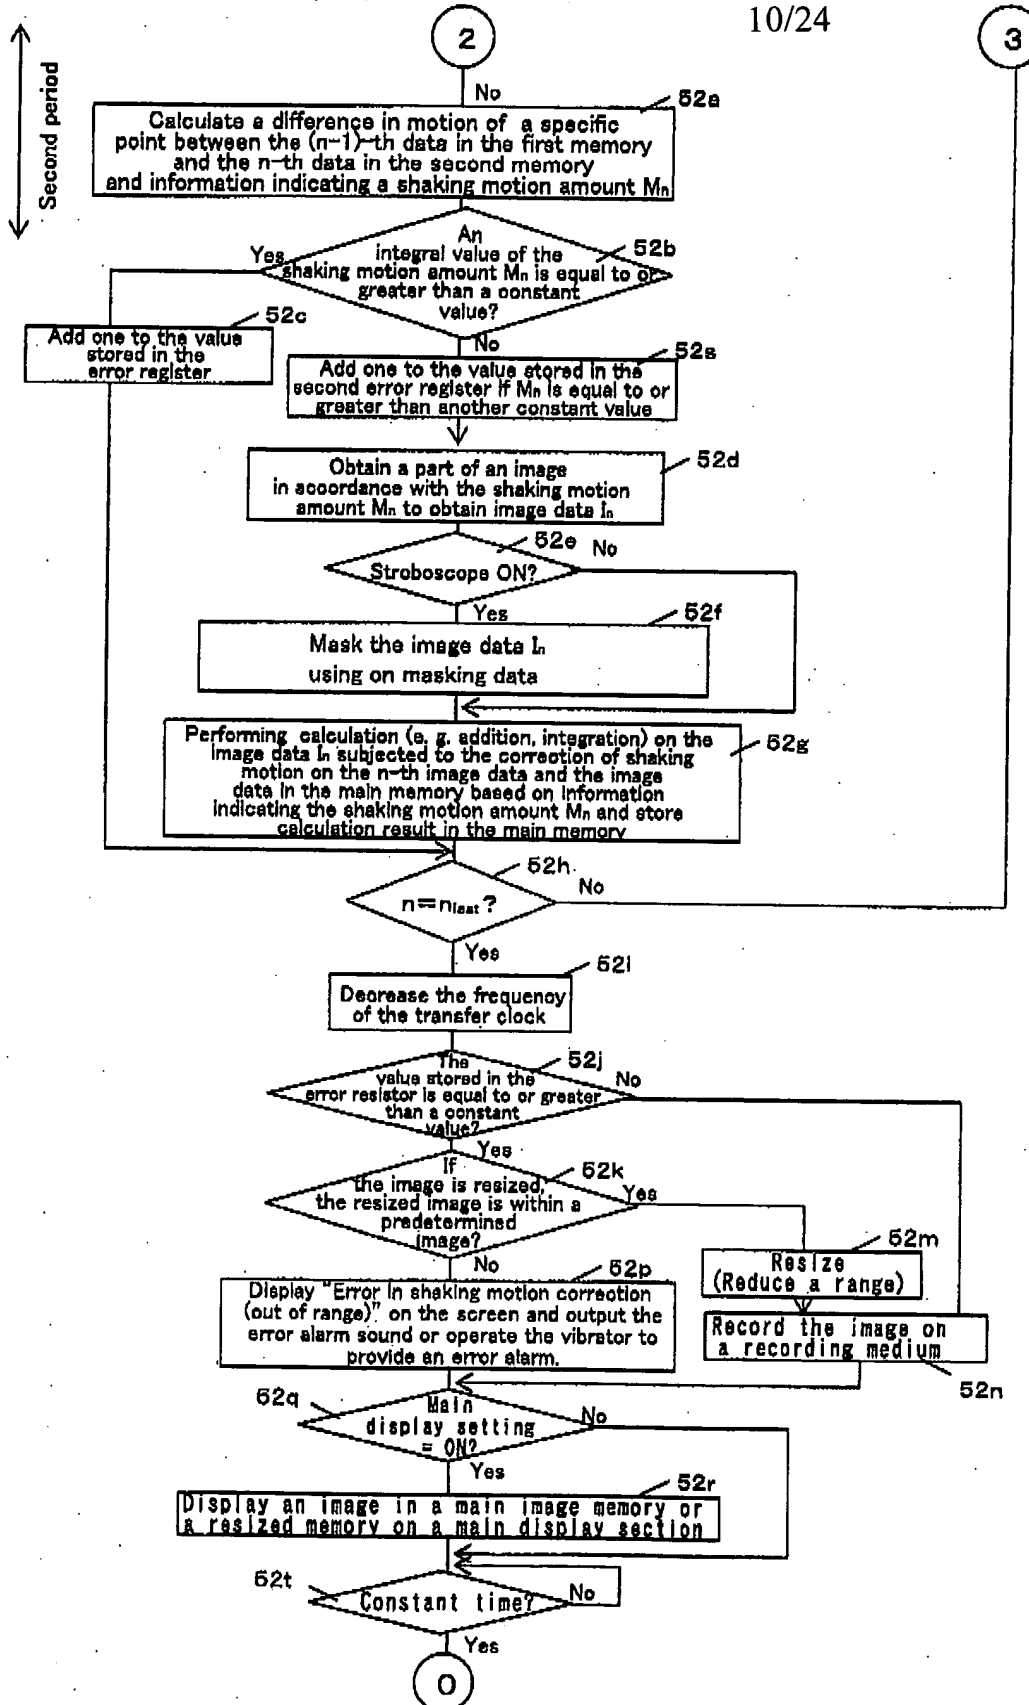 10/24
2
3
Second period
No
52a
Calculate a difference in motion of a specific
point between the (n-1)-th data in the first memory
and the n-th data in the second memory
and information indicating a shaking motion amount Mn
An
integral value of the
shaking motion amount Mn is equal to or
greater than a constant
value?
52b
Yes
52c
Add one to the value
stored in the
error register
No
52s
Add one to the value stored in the
second error register if Mn is equal to or
greater than another constant value
52d
Obtain a part of an image
in accordance with the shaking motion
amount Mn to obtain image data In
52e
No
Stroboscope ON?
Yes
52f
Mask the image data In
using on masking data
52g
Performing calculation (e. g. addition, integration) on the
image data In subjected to the correction of shaking
motion on the n-th image data and the image
data in the main memory based on information
indicating the shaking motion amount Mn and store
calculation result in the main memory
52h
No
n=nlast?
Yes
52i
Decrease the frequency
of the transfer clock
52j
The
value stored in the
error resistor is equal to or greater
than a constant
value?
No
Yes
52k
If
the image is resized,
the resized image is within a
predetermined
image?
Yes
52m
Resize
(Reduce a range)
No
52p
Display "Error in shaking motion correction
(out of range)" on the screen and output the
error alarm sound or operate the vibrator to
provide an error alarm.
Record the image on
a recording medium
52n
52q
Main
display setting
= ON?
No
Yes
52r
Display an image in a main image memory or
a resized memory on a main display section
52t
Constant time?
No
Yes
0